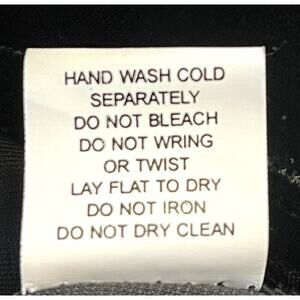 HAND WASH COLD
SEPARATELY
DO NOT BLEACH
DO NOT WRING
OR TWIST
LAY FLAT TO DRY
DO NOT IRON
DO NOT DRY CLEAN